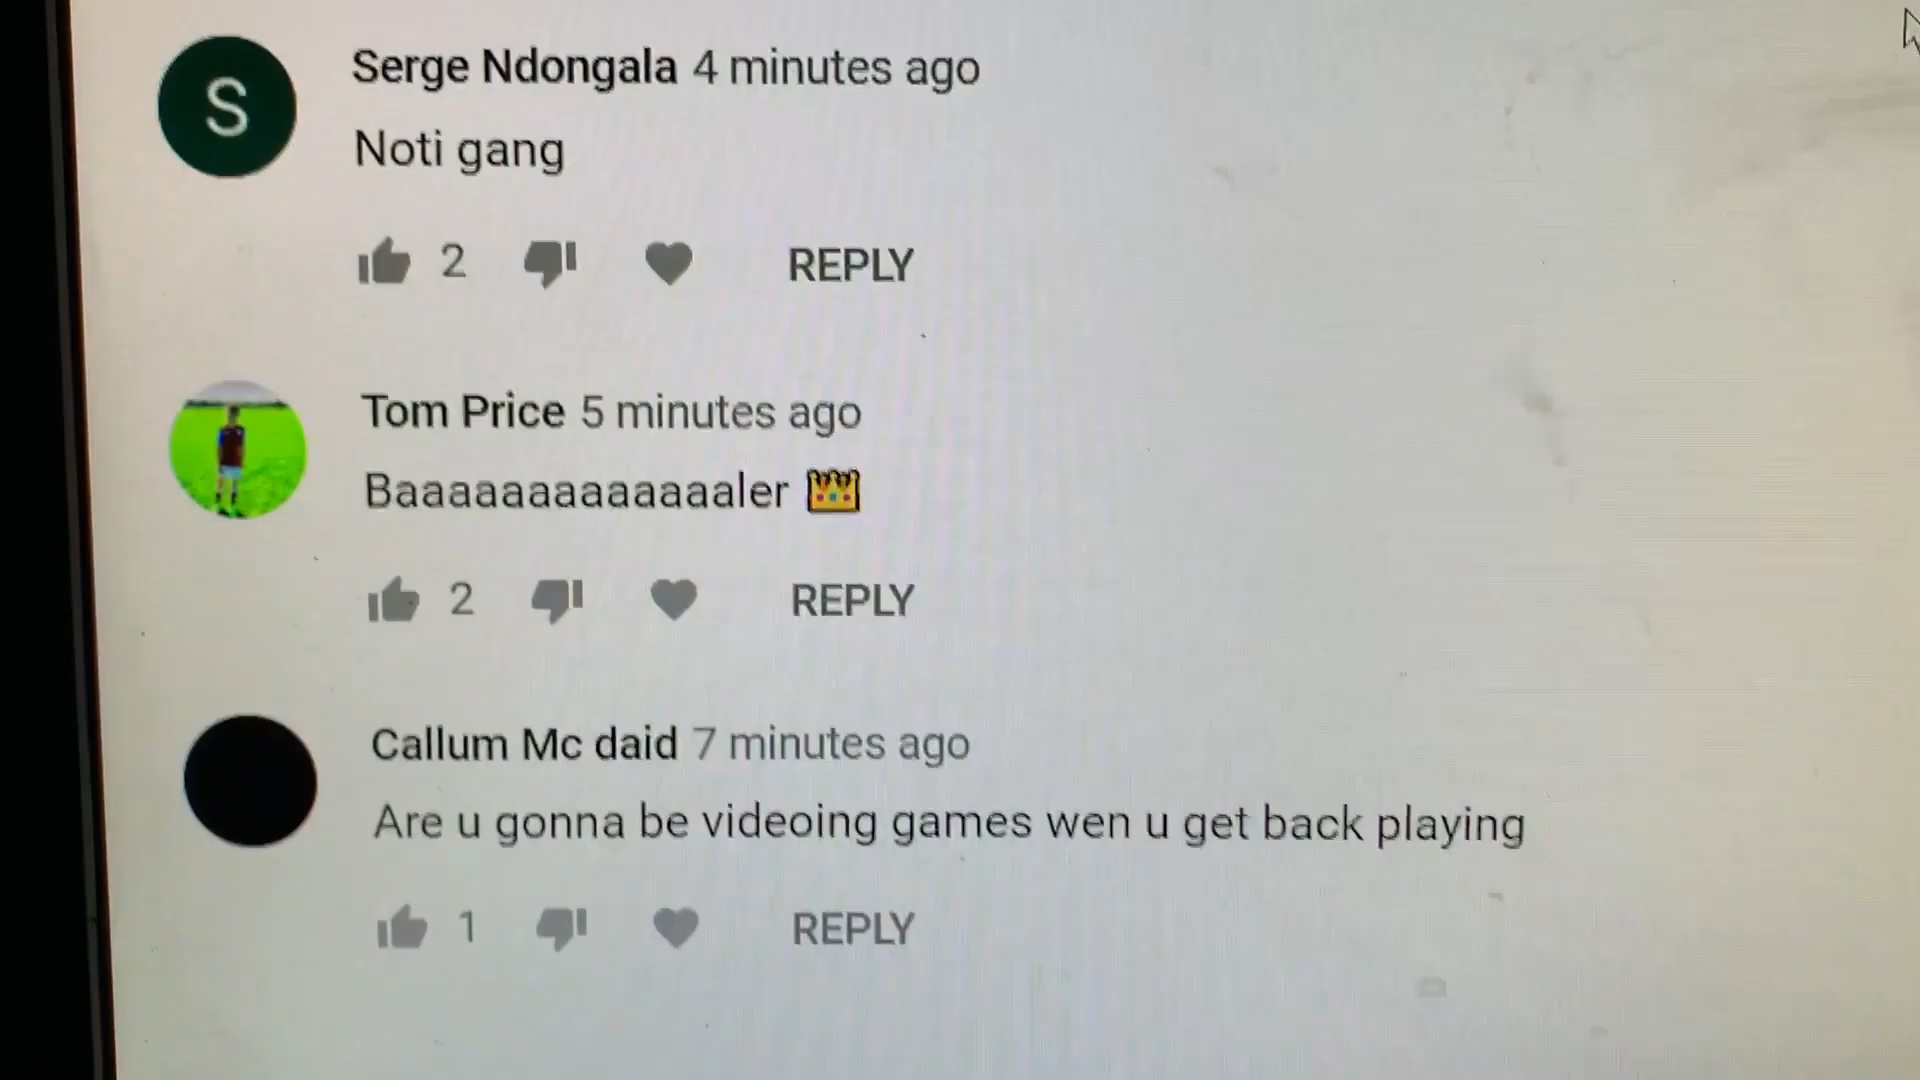 S
Serge Ndongala 4 minutes ago
Noti gang
2 REPLY
Tom Price 5 minutes ago
Baaaaaaaaaaaaaaler 👑
2 REPLY
Callum Mc daid 7 minutes ago
Are u gonna be videoing games wen u get back playing
1 REPLY